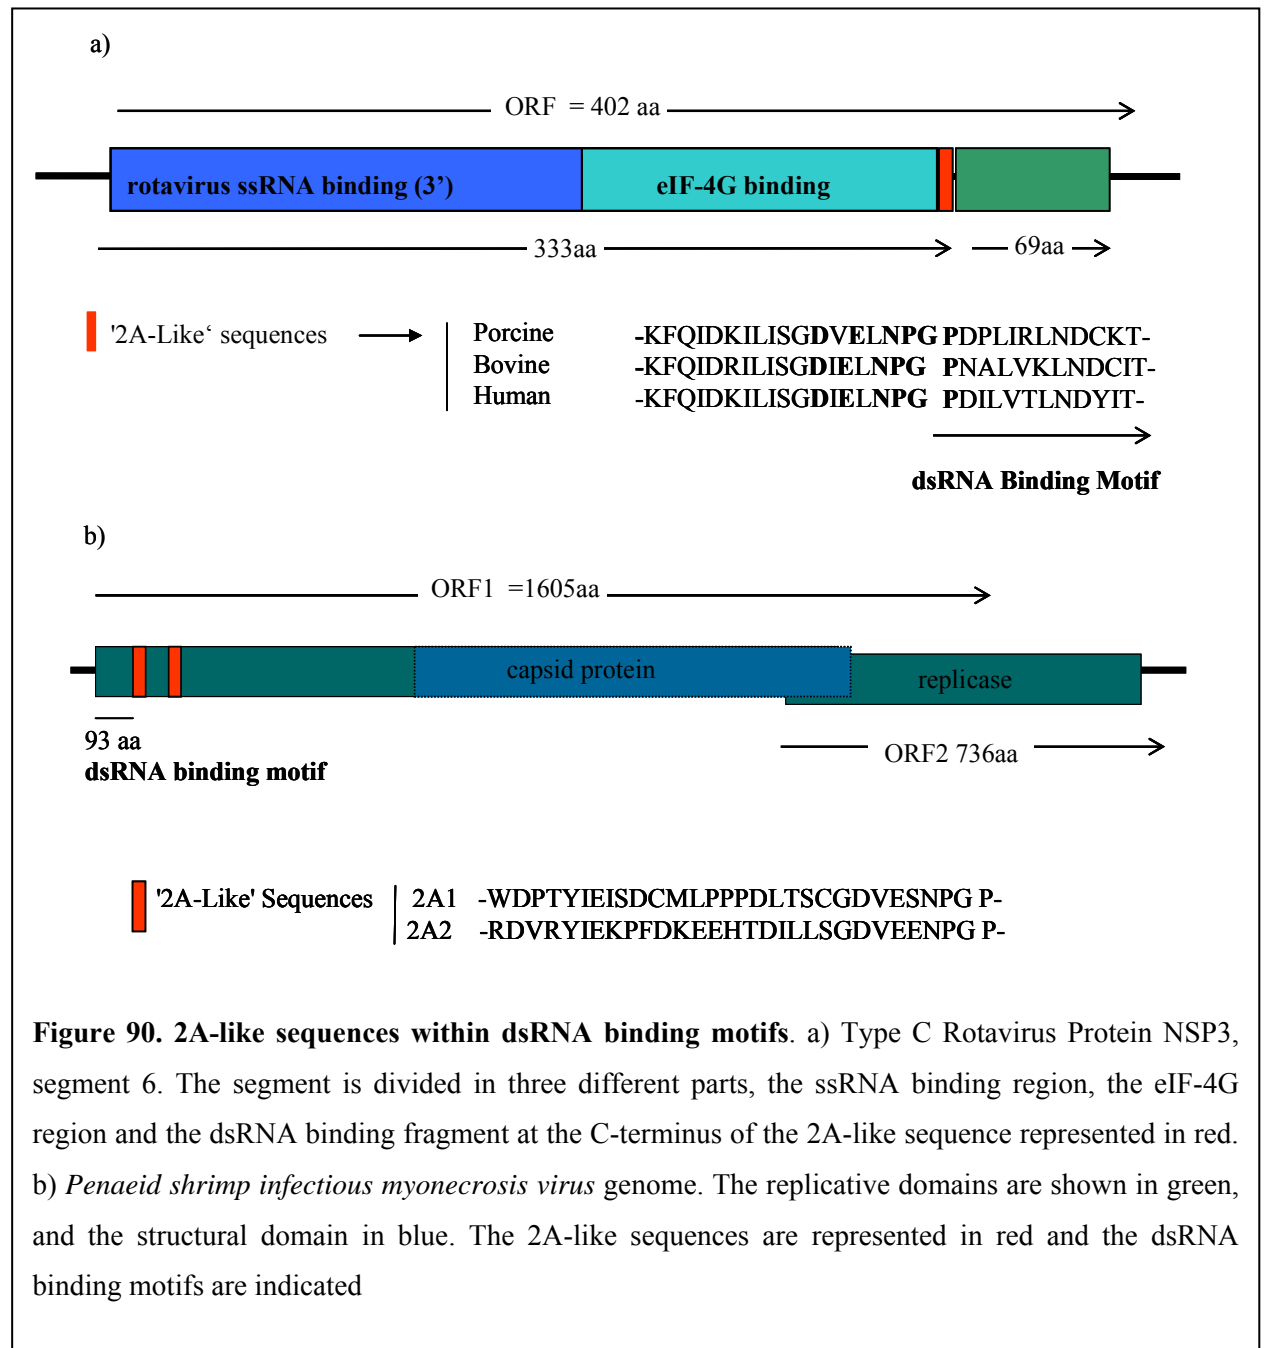 a)
ORF = 402 aa
rotavirus ssRNA binding (3’) eIF-4G binding
333aa 69aa
'2A-Like‘ sequences
Porcine -KFQIDKILISGDVELNPG PDPLIRLNDCKT-
Bovine -KFQIDRILISGDIELNPG PNALVKLNDCIT-
Human -KFQIDKILISGDIELNPG PDILVTLNDYIT-
dsRNA Binding Motif
b)
ORF1 =1605aa
capsid protein
replicase
93 aa
dsRNA binding motif
ORF2 736aa
'2A-Like' Sequences
2A1 -WDPTYIEISDCMLPPPDLTSCGDVESNPG P-
2A2 -RDVRYIEKPFDKEEHTDILLSGDVEENPG P-
Figure 90. 2A-like sequences within dsRNA binding motifs. a) Type C Rotavirus Protein NSP3,
segment 6. The segment is divided in three different parts, the ssRNA binding region, the eIF-4G
region and the dsRNA binding fragment at the C-terminus of the 2A-like sequence represented in red.
b) Penaeid shrimp infectious myonecrosis virus genome. The replicative domains are shown in green,
and the structural domain in blue. The 2A-like sequences are represented in red and the dsRNA
binding motifs are indicated